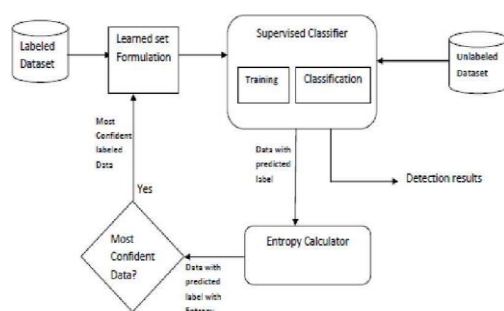 Labeled
Dataset
Learned set
Formulation
Supervised Classifier
Training
Classification
Unlabeled
Dataset
Most
Confident
labeled
Data
Data with
predicted
label
Detection results
Yes
Most
Confident
Data?
Entropy Calculator
Data with
predicted
label with
Entropy